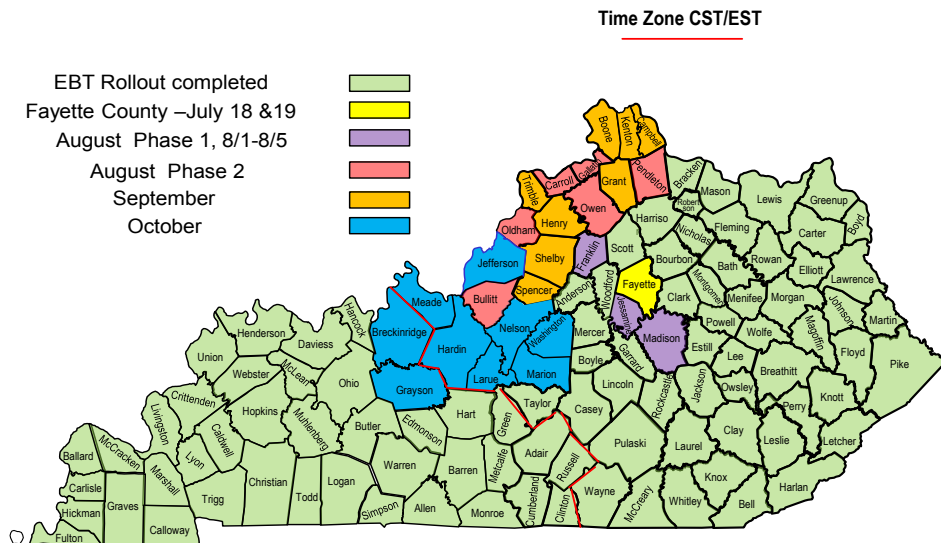 Time Zone CST/EST
EBT Rollout completed
Fayette County –July 18 &19
August Phase 1, 8/1-8/5
August Phase 2
September
October
Boone
Kenton
Campbell
Trimble
Carroll
Gallatin
Grant
Pendleton
Bracken
Mason
Robertson
Lewis
Greenup
Boyd
Oldham
Henry
Owen
Harriso
Nicholas
Fleming
Carter
Rowan
Elliott
Lawrence
Jefferson
Shelby
Franklin
Scott
Bourbon
Bath
Spencer
Bullitt
Anderson
Woodford
Fayette
Clark
Montgomer
Menifee
Morgan
Johnson
Martin
Meade
Breckinridge
Hancock
Nelson
Washington
Mercer
Jessamine
Madison
Powell
Wolfe
Magoffin
Floyd
Pike
Henderson
Daviess
Hardin
Larue
Marion
Boyle
Garrard
Estill
Lee
Breathitt
Knott
Union
Webster
McLean
Ohio
Grayson
Taylor
Lincoln
Rockcastle
Jackson
Owsley
Perry
Letcher
Crittenden
Livingston
Hopkins
Muhlenberg
Butler
Edmonson
Hart
Green
Casey
Pulaski
Laurel
Clay
Leslie
Ballard
McCracken
Lyon
Caldwell
Warren
Barren
Metcalfe
Adair
Russell
Knox
Harlan
Carlisle
Marshall
Trigg
Christian
Todd
Logan
Simpson
Allen
Monroe
Cumberland
Clinton
Wayne
McCreary
Whitley
Bell
Hickman
Graves
Calloway
Fulton